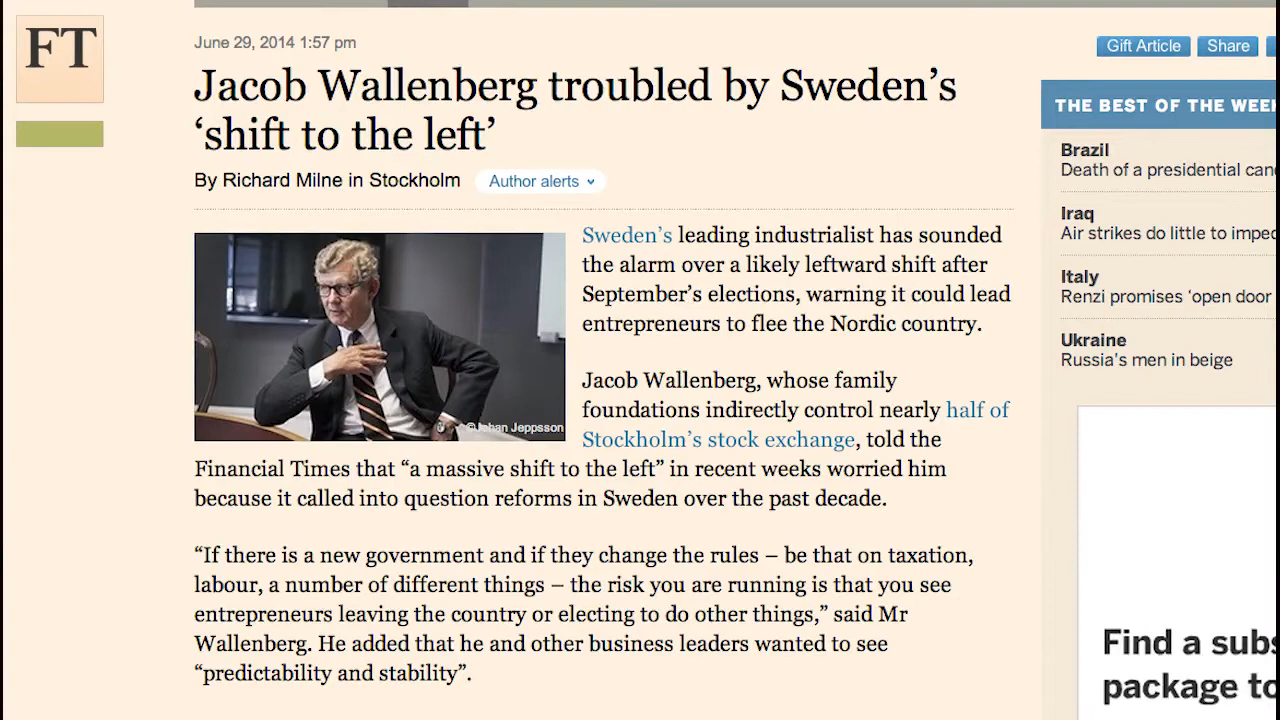 FT
June 29, 2014 1:57 pm
Gift Article
Share
Jacob Wallenberg troubled by Sweden’s
‘shift to the left’
By Richard Milne in Stockholm
Author alerts
©Johan Jeppsson
Sweden’s leading industrialist has sounded
the alarm over a likely leftward shift after
September’s elections, warning it could lead
entrepreneurs to flee the Nordic country.
Jacob Wallenberg, whose family
foundations indirectly control nearly half of
Stockholm’s stock exchange, told the
Financial Times that “a massive shift to the left” in recent weeks worried him
because it called into question reforms in Sweden over the past decade.
“If there is a new government and if they change the rules – be that on taxation,
labour, a number of different things – the risk you are running is that you see
entrepreneurs leaving the country or electing to do other things,” said Mr
Wallenberg. He added that he and other business leaders wanted to see
“predictability and stability”.
THE BEST OF THE WEE
Brazil
Death of a presidential can
Iraq
Air strikes do little to impe
Italy
Renzi promises ‘open door
Ukraine
Russia's men in beige
Find a subs
package to